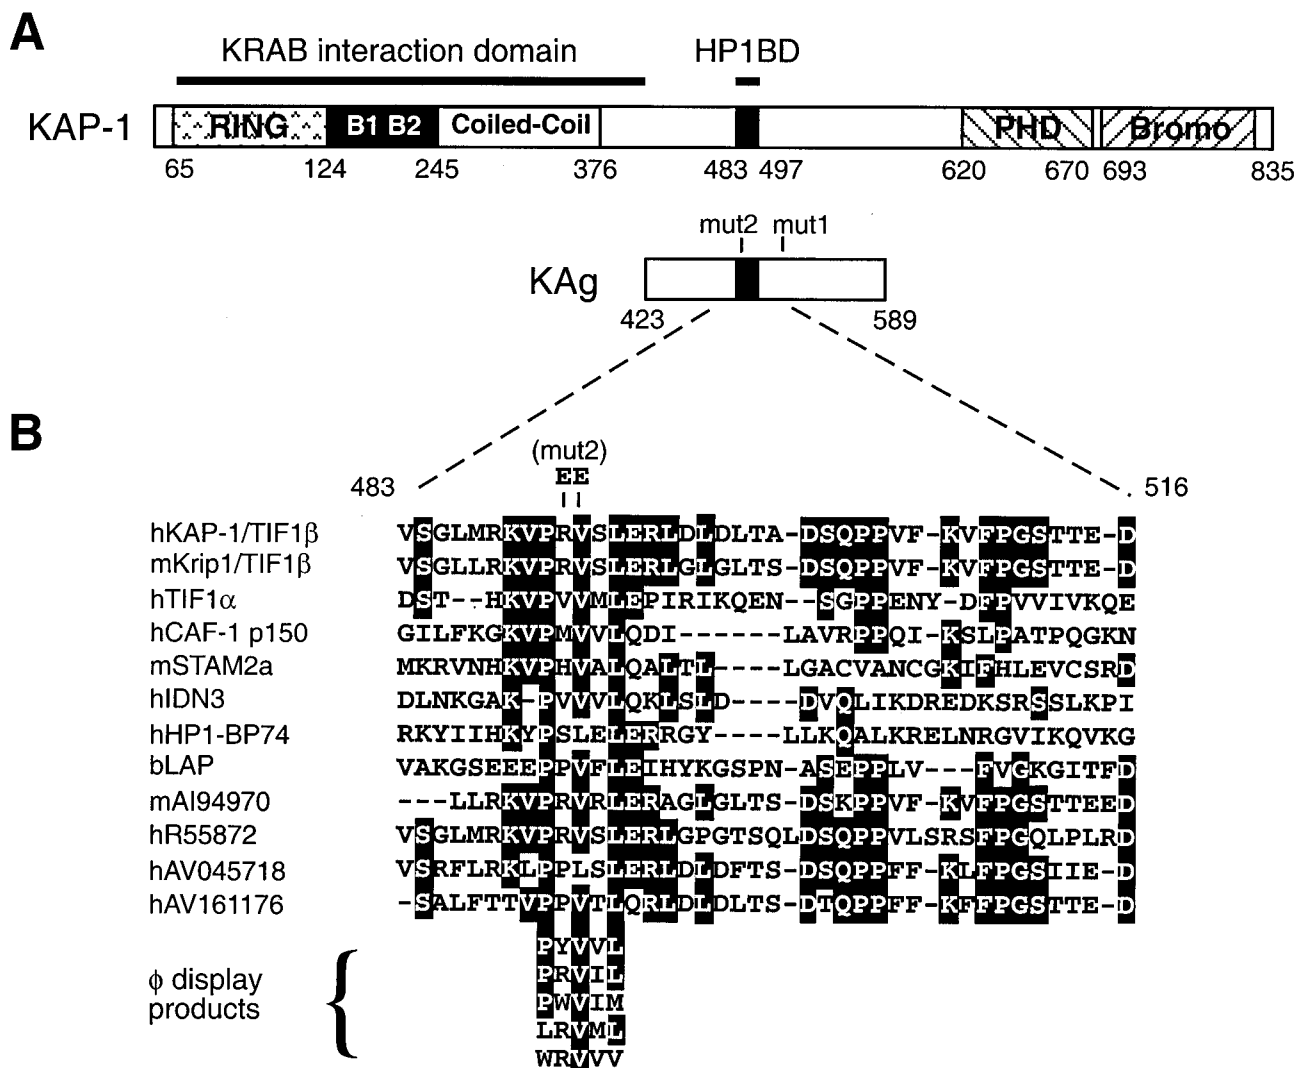 A
KRAB interaction domain HP1BD
KAP-1 RING B1 B2 Coiled-Coil PHD Bromo
65 124 245 376 483 497 620 670 693 835
mut2 mut1
KAg
423 589
B
(mut2)
EE
483 516
hKAP-1/TIF1β VSGLMRKVPRVSLERLDLDLTA-DSQPPVF-KVFPGSTTE-D
mKrip1/TIF1β VSGLLRKVPRVSLERLGLGLTS-DSQPPVF-KVFPGSTTE-D
hTIF1α DST--HKVPVVMLEPIRIKQEN--SGPPENY-DFPVVIVKQE
hCAF-1 p150 GILFKGKVPMVVLQDI------LAVRPPQI-KSLPATPQGKN
mSTAM2a MKRVNHKVPHVALQALTL----LGACVANCGKIFHLEVCSRD
hIDN3 DLNKGAK-PVVVLQKLSLD----DVQLIKDREDKSRSSLKPI
hHP1-BP74 RKYIIHKYPSLELERRGY----LLKQALKRELNRGVIKQVKG
bLAP VAKGSEEEPPVFLEIHYKGSPN-ASEPPLV---FVGKGITFD
mAI94970 ---LLRKVPRVRLERAGLGLTS-DSKPPVF-KVFPGSTTEED
hR55872 VSGLMRKVPRVSLERLGPGTSQLDSQPPVLSRSFPGQLPLRD
hAV045718 VSRFLRKLPPLSLERLDLDFTS-DSQPPFF-KLFPGSIIE-D
hAV161176 -SALFTTVPPVTLQRLDLDLTS-DTQPPFF-KFFPGSTTE-D
PYVVL
ϕ display PRVIL
products PWVIM
LRVML
WRVVV